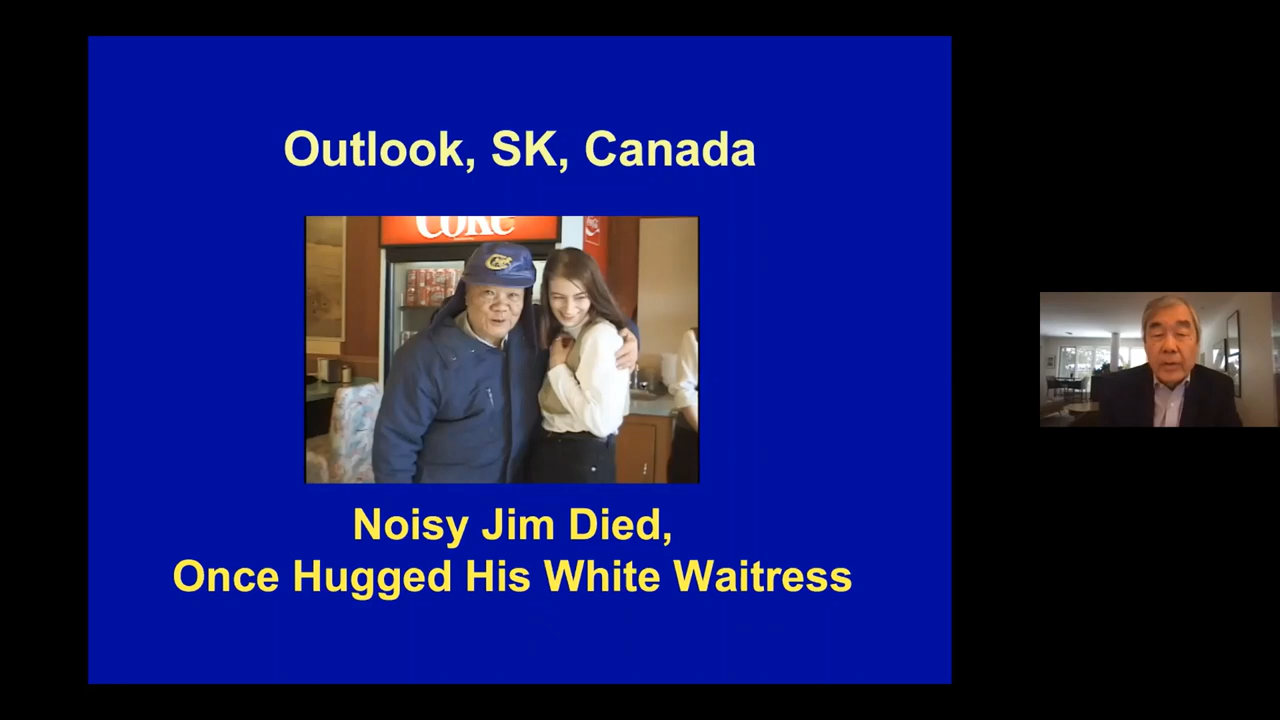 Outlook, SK, Canada
Coke
Noisy Jim Died,
Once Hugged His White Waitress